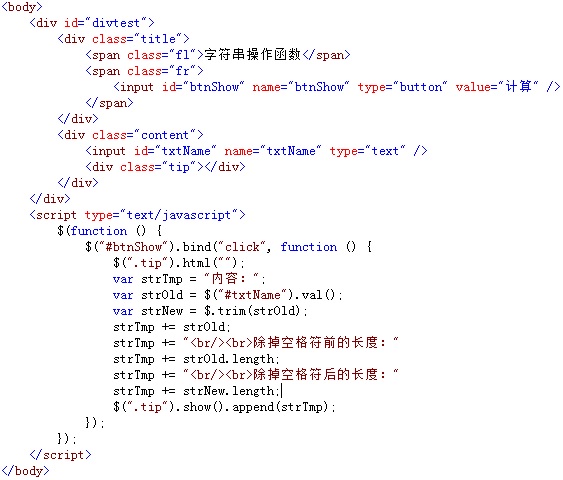 <body>
    <div id="divtest">
        <div class="title">
            <span class="fl">字符串操作函数</span>
            <span class="fr">
                <input id="btnShow" name="btnShow" type="button" value="计算" />
            </span>
        </div>
        <div class="content">
            <input id="txtName" name="txtName" type="text" />
            <div class="tip"></div>
        </div>
    </div>
    <script type="text/javascript">
        $(function () {
            $("#btnShow").bind("click", function () {
                $(".tip").html("");
                var strTmp = "内容：";
                var strOld = $("#txtName").val();
                var strNew = $.trim(strOld);
                strTmp += strOld;
                strTmp += "<br/><br>除掉空格符前的长度："
                strTmp += strOld.length;
                strTmp += "<br/><br>除掉空格符后的长度："
                strTmp += strNew.length;
                $(".tip").show().append(strTmp);
            });
        });
    </script>
</body>